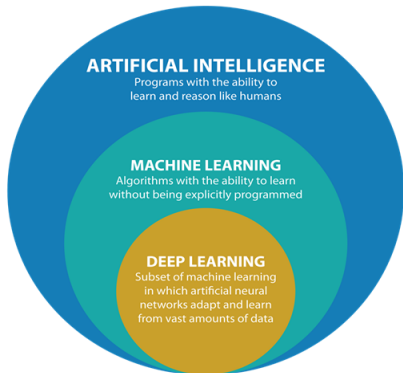 ARTIFICIAL INTELLIGENCE
Programs with the ability to
learn and reason like humans
MACHINE LEARNING
Algorithms with the ability to learn
without being explicitly programmed
DEEP LEARNING
Subset of machine learning
in which artificial neural
networks adapt and learn
from vast amounts of data